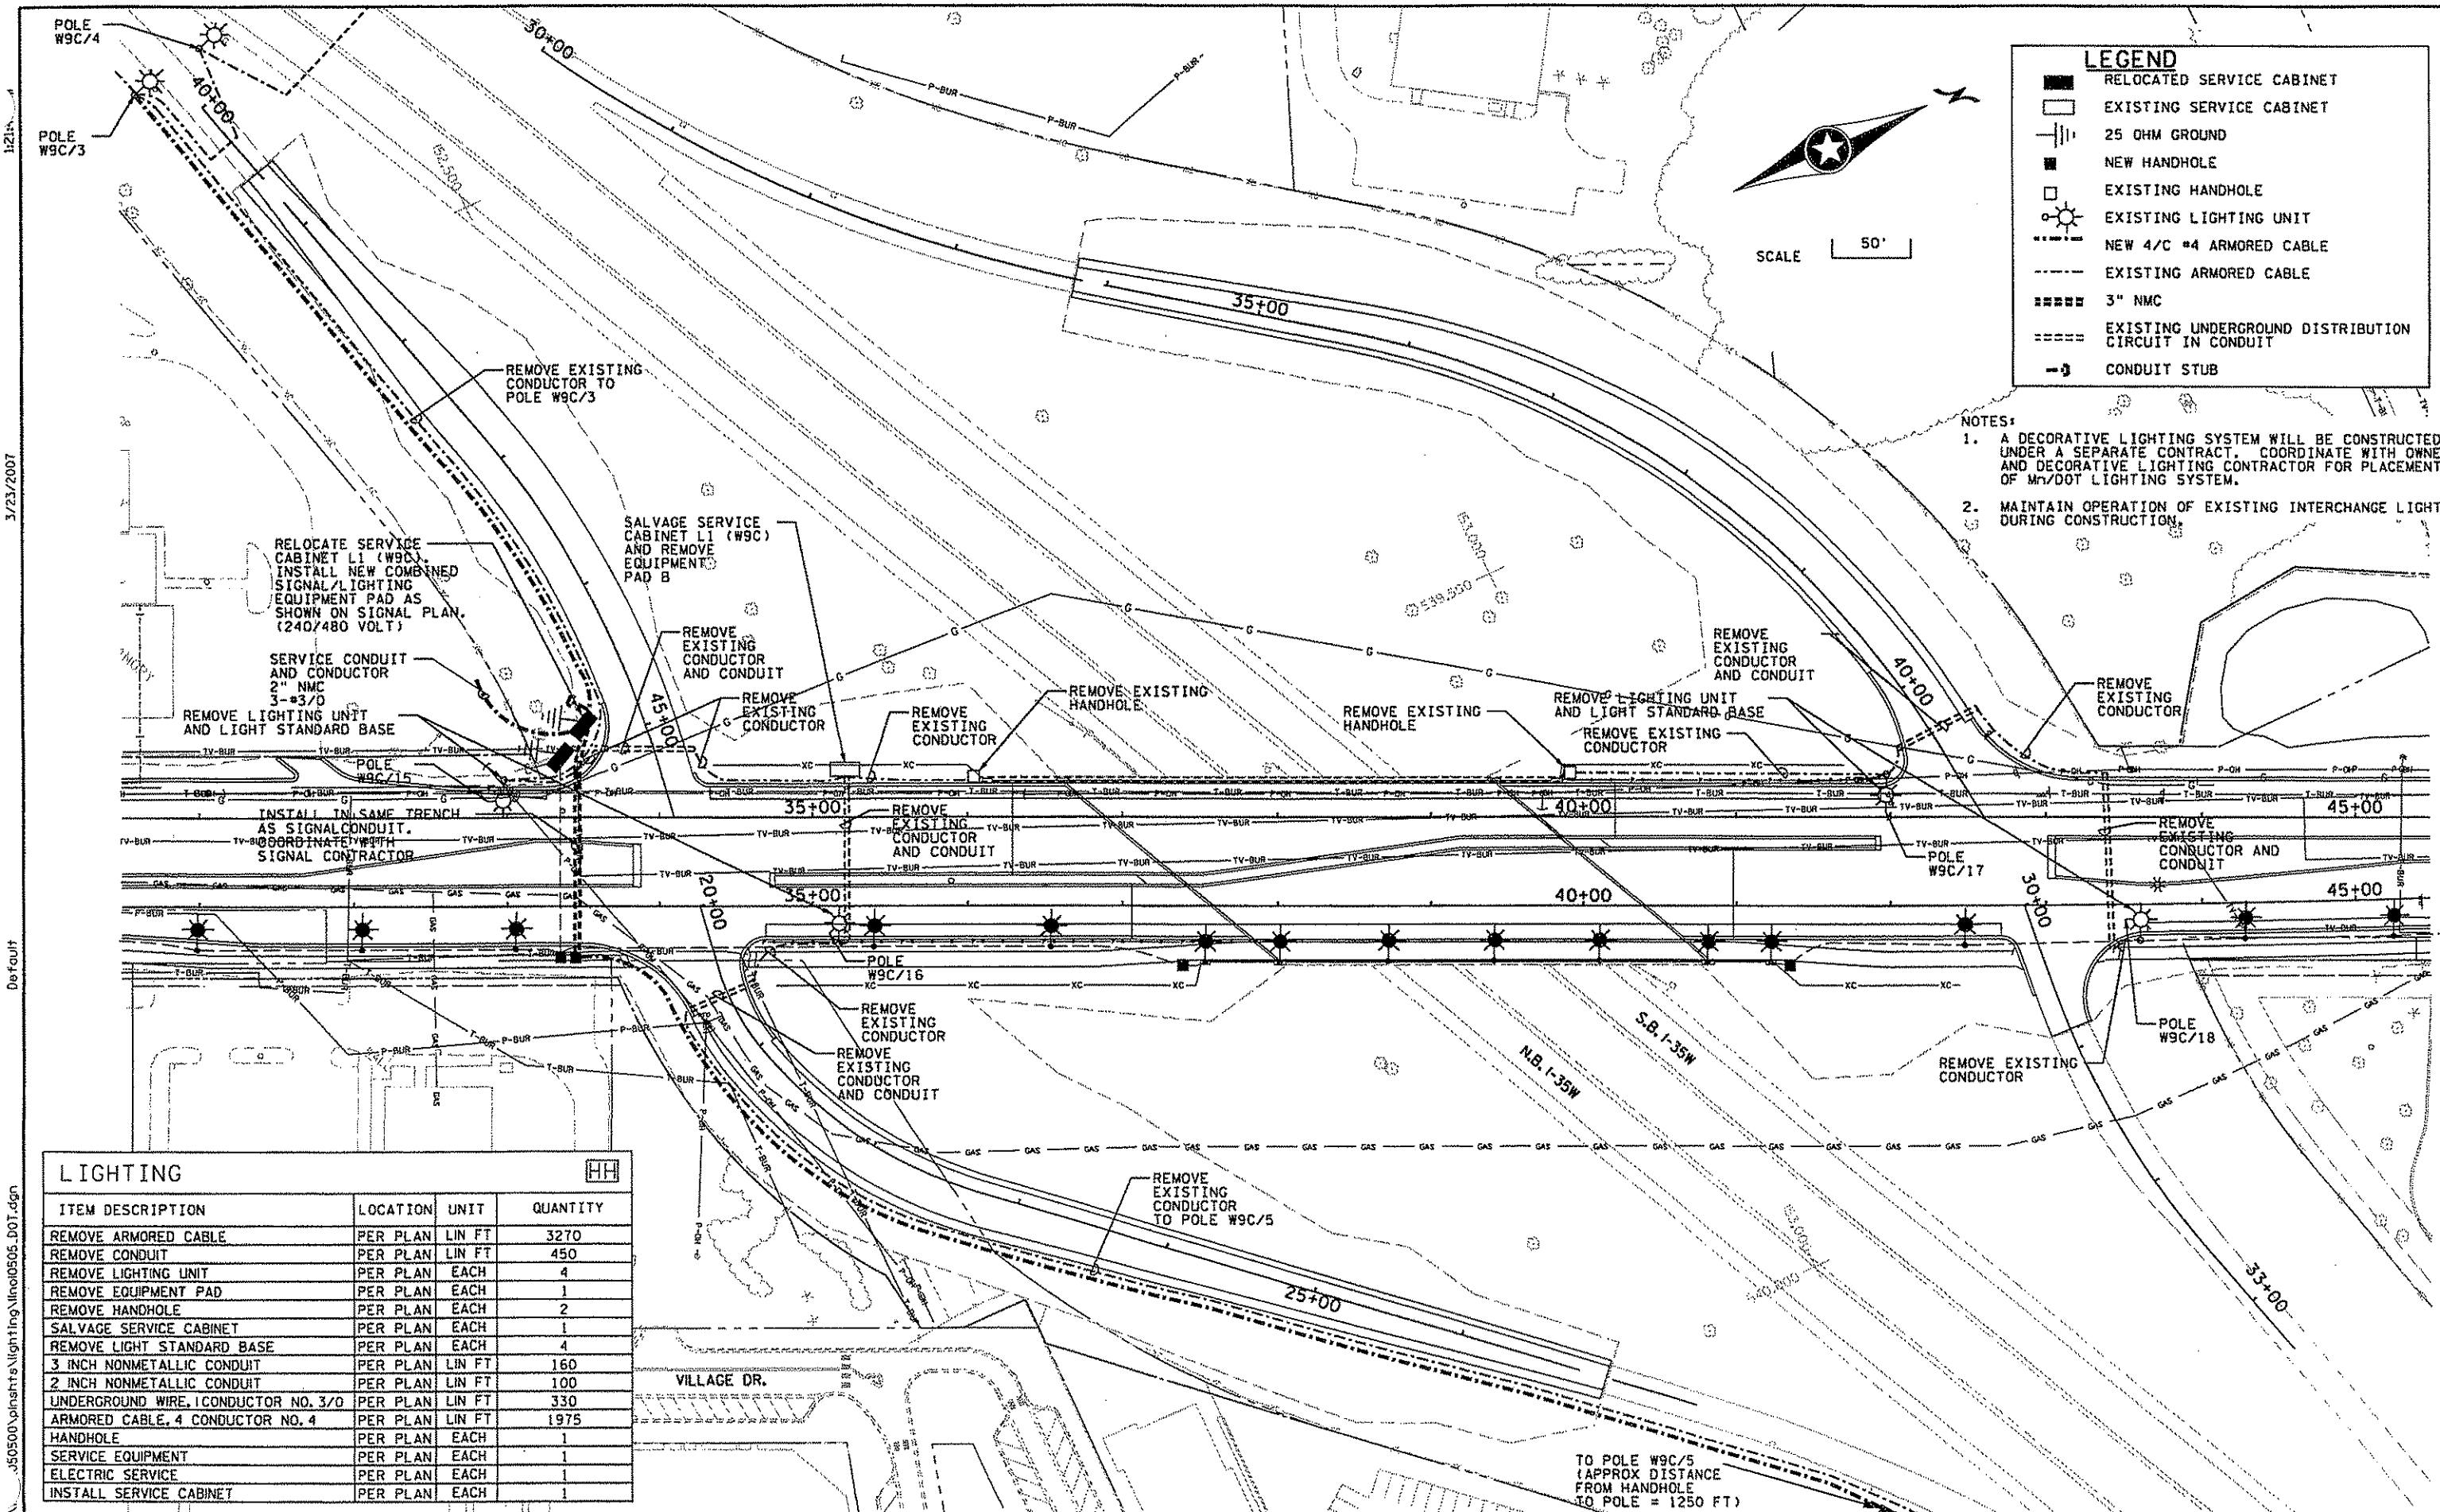 POLE
W9C/4
POLE
W9C/3
40+00
30+00
P-BUR
P-BUR
P-BUR
152,500
35+00
SCALE 50'
LEGEND
RELOCATED SERVICE CABINET
EXISTING SERVICE CABINET
25 OHM GROUND
NEW HANDHOLE
EXISTING HANDHOLE
EXISTING LIGHTING UNIT
NEW 4/C #4 ARMORED CABLE
EXISTING ARMORED CABLE
3" NMC
EXISTING UNDERGROUND DISTRIBUTION
CIRCUIT IN CONDUIT
CONDUIT STUB
NOTES:
1. A DECORATIVE LIGHTING SYSTEM WILL BE CONSTRUCTED
UNDER A SEPARATE CONTRACT. COORDINATE WITH OWNE
AND DECORATIVE LIGHTING CONTRACTOR FOR PLACEMENT
OF Mn/DOT LIGHTING SYSTEM.
2. MAINTAIN OPERATION OF EXISTING INTERCHANGE LIGHT
DURING CONSTRUCTION.
3/23/2007
Default
REMOVE EXISTING
CONDUCTOR TO
POLE W9C/3
RELOCATE SERVICE
CABINET L1 (W9C).
INSTALL NEW COMBINED
SIGNAL/LIGHTING
EQUIPMENT PAD AS
SHOWN ON SIGNAL PLAN.
(240/480 VOLT)
SALVAGE SERVICE
CABINET L1 (W9C)
AND REMOVE
EQUIPMENT
PAD B
SERVICE CONDUIT
AND CONDUCTOR
2" NMC
3-#3/0
REMOVE LIGHTING UNIT
AND LIGHT STANDARD BASE
REMOVE
EXISTING
CONDUCTOR
AND CONDUIT
45+00
REMOVE
EXISTING
CONDUCTOR
REMOVE
EXISTING
CONDUCTOR
REMOVE EXISTING
HANDHOLE
REMOVE EXISTING
HANDHOLE
REMOVE
EXISTING
CONDUCTOR
AND CONDUIT
REMOVE LIGHTING UNIT
AND LIGHT STANDARD BASE
REMOVE EXISTING
CONDUCTOR
40+00
REMOVE
EXISTING
CONDUCTOR
POLE
W9C/15
INSTALL IN SAME TRENCH
AS SIGNAL CONDUIT.
COORDINATE WITH
SIGNAL CONTRACTOR
35+00
REMOVE
EXISTING
CONDUCTOR
AND CONDUIT
40+00
45+00
POLE
W9C/17
REMOVE
EXISTING
CONDUCTOR AND
CONDUIT
20+00
35+00
40+00
30+00
45+00
POLE
W9C/16
REMOVE
EXISTING
CONDUCTOR
REMOVE
EXISTING
CONDUCTOR
AND CONDUIT
N.B. I-35W
S.B. I-35W
POLE
W9C/18
REMOVE EXISTING
CONDUCTOR
REMOVE
EXISTING
CONDUCTOR
TO POLE W9C/5
25+00
33+00
VILLAGE DR.
TO POLE W9C/5
(APPROX DISTANCE
FROM HANDHOLE
TO POLE = 1250 FT)
LIGHTING HH
ITEM DESCRIPTION LOCATION UNIT QUANTITY
REMOVE ARMORED CABLE PER PLAN LIN FT 3270
REMOVE CONDUIT PER PLAN LIN FT 450
REMOVE LIGHTING UNIT PER PLAN EACH 4
REMOVE EQUIPMENT PAD PER PLAN EACH 1
REMOVE HANDHOLE PER PLAN EACH 2
SALVAGE SERVICE CABINET PER PLAN EACH 1
REMOVE LIGHT STANDARD BASE PER PLAN EACH 4
3 INCH NONMETALLIC CONDUIT PER PLAN LIN FT 160
2 INCH NONMETALLIC CONDUIT PER PLAN LIN FT 100
UNDERGROUND WIRE, 1 CONDUCTOR NO. 3/0 PER PLAN LIN FT 330
ARMORED CABLE, 4 CONDUCTOR NO. 4 PER PLAN LIN FT 1975
HANDHOLE PER PLAN EACH 1
SERVICE EQUIPMENT PER PLAN EACH 1
ELECTRIC SERVICE PER PLAN EACH 1
INSTALL SERVICE CABINET PER PLAN EACH 1